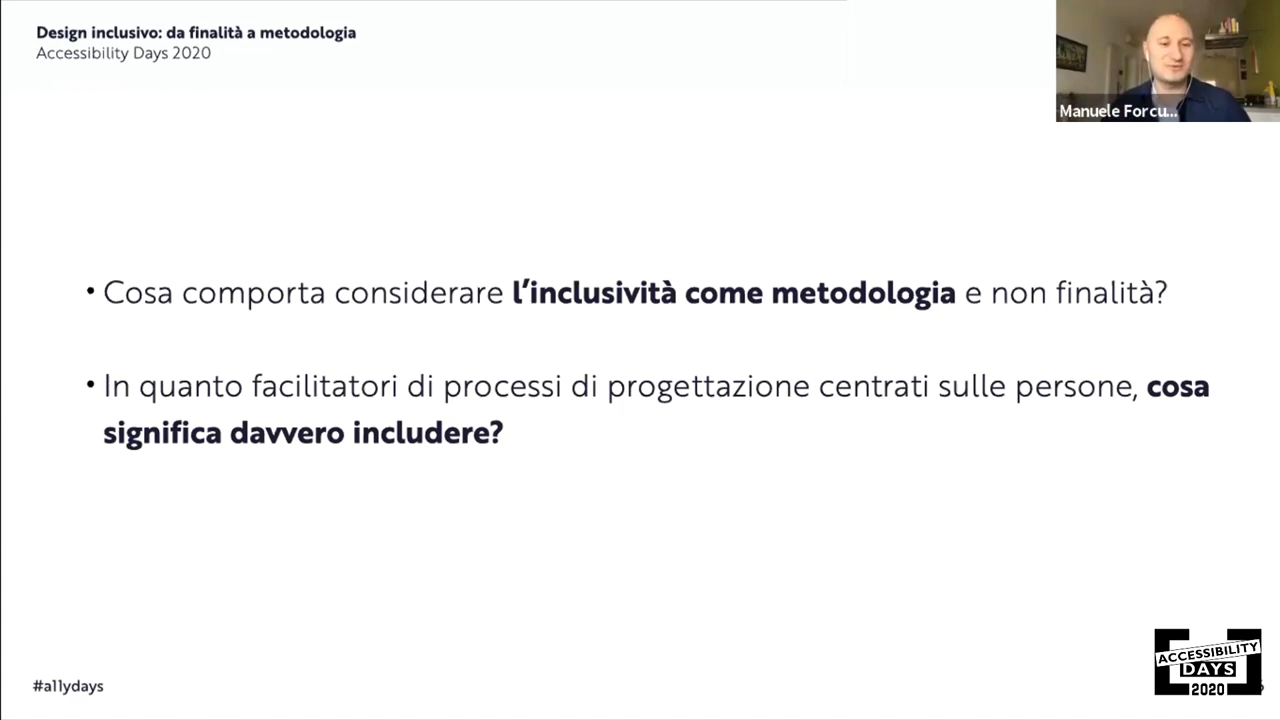 Design inclusivo: da finalità a metodologia
Accessibility Days 2020
Manuele Forcu...
• Cosa comporta considerare l'inclusività come metodologia e non finalità?
• In quanto facilitatori di processi di progettazione centrati sulle persone, cosa
significa davvero includere?
#a11ydays
ACCESSIBILITY
DAYS
2020